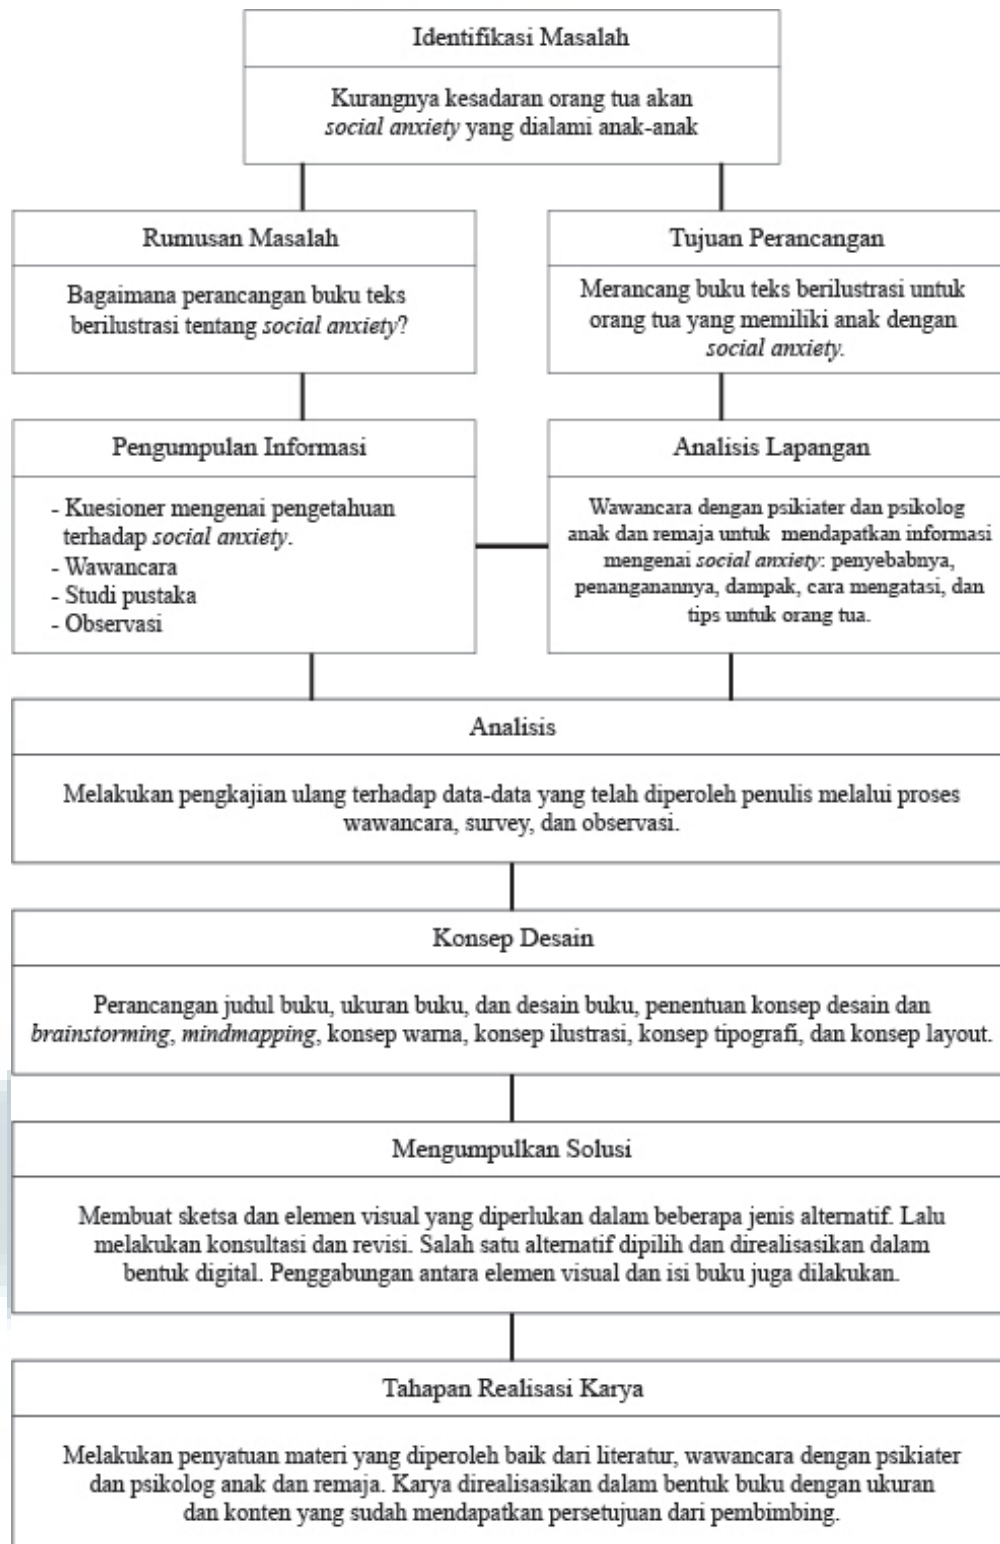 Identifikasi Masalah
Kurangnya kesadaran orang tua akan
social anxiety yang dialami anak-anak
Rumusan Masalah
Bagaimana perancangan buku teks
berilustrasi tentang social anxiety?
Tujuan Perancangan
Merancang buku teks berilustrasi untuk
orang tua yang memiliki anak dengan
social anxiety.
Pengumpulan Informasi
- Kuesioner mengenai pengetahuan
terhadap social anxiety.
- Wawancara
- Studi pustaka
- Observasi
Analisis Lapangan
Wawancara dengan psikiater dan psikolog
anak dan remaja untuk mendapatkan informasi
mengenai social anxiety: penyebabnya,
penanganannya, dampak, cara mengatasi, dan
tips untuk orang tua.
Analisis
Melakukan pengkajian ulang terhadap data-data yang telah diperoleh penulis melalui proses
wawancara, survey, dan observasi.
Konsep Desain
Perancangan judul buku, ukuran buku, dan desain buku, penentuan konsep desain dan
brainstorming, mindmapping, konsep warna, konsep ilustrasi, konsep tipografi, dan konsep layout.
Mengumpulkan Solusi
Membuat sketsa dan elemen visual yang diperlukan dalam beberapa jenis alternatif. Lalu
melakukan konsultasi dan revisi. Salah satu alternatif dipilih dan direalisasikan dalam
bentuk digital. Penggabungan antara elemen visual dan isi buku juga dilakukan.
Tahapan Realisasi Karya
Melakukan penyatuan materi yang diperoleh baik dari literatur, wawancara dengan psikiater
dan psikolog anak dan remaja. Karya direalisasikan dalam bentuk buku dengan ukuran
dan konten yang sudah mendapatkan persetujuan dari pembimbing.